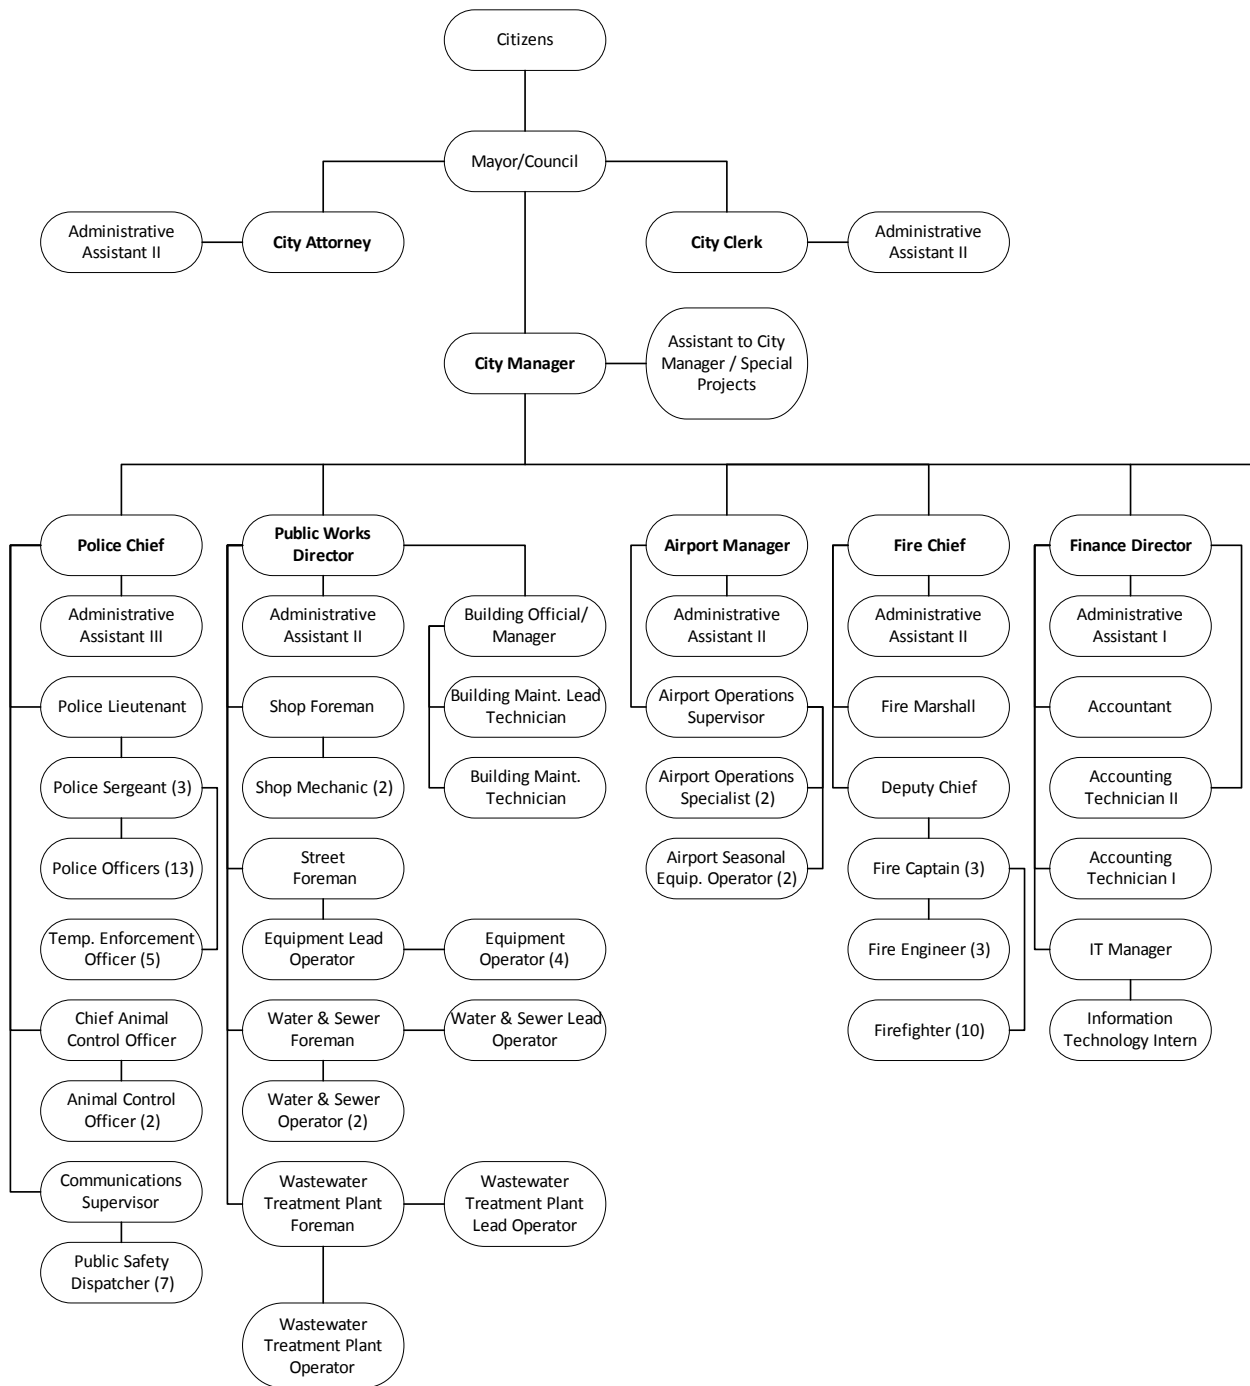 Citizens
Mayor/Council
Administrative
Assistant II
City Attorney
City Clerk
Administrative
Assistant II
City Manager
Assistant to City
Manager / Special
Projects
Police Chief
Administrative
Assistant III
Police Lieutenant
Police Sergeant (3)
Police Officers (13)
Temp. Enforcement
Officer (5)
Chief Animal
Control Officer
Animal Control
Officer (2)
Communications
Supervisor
Public Safety
Dispatcher (7)
Public Works
Director
Administrative
Assistant II
Shop Foreman
Shop Mechanic (2)
Street
Foreman
Equipment Lead
Operator
Equipment
Operator (4)
Water & Sewer
Foreman
Water & Sewer Lead
Operator
Water & Sewer
Operator (2)
Wastewater
Treatment Plant
Foreman
Wastewater
Treatment Plant
Lead Operator
Wastewater
Treatment Plant
Operator
Building Official/
Manager
Building Maint. Lead
Technician
Building Maint.
Technician
Airport Manager
Administrative
Assistant II
Airport Operations
Supervisor
Airport Operations
Specialist (2)
Airport Seasonal
Equip. Operator (2)
Fire Chief
Administrative
Assistant II
Fire Marshall
Deputy Chief
Fire Captain (3)
Fire Engineer (3)
Firefighter (10)
Finance Director
Administrative
Assistant I
Accountant
Accounting
Technician II
Accounting
Technician I
IT Manager
Information
Technology Intern